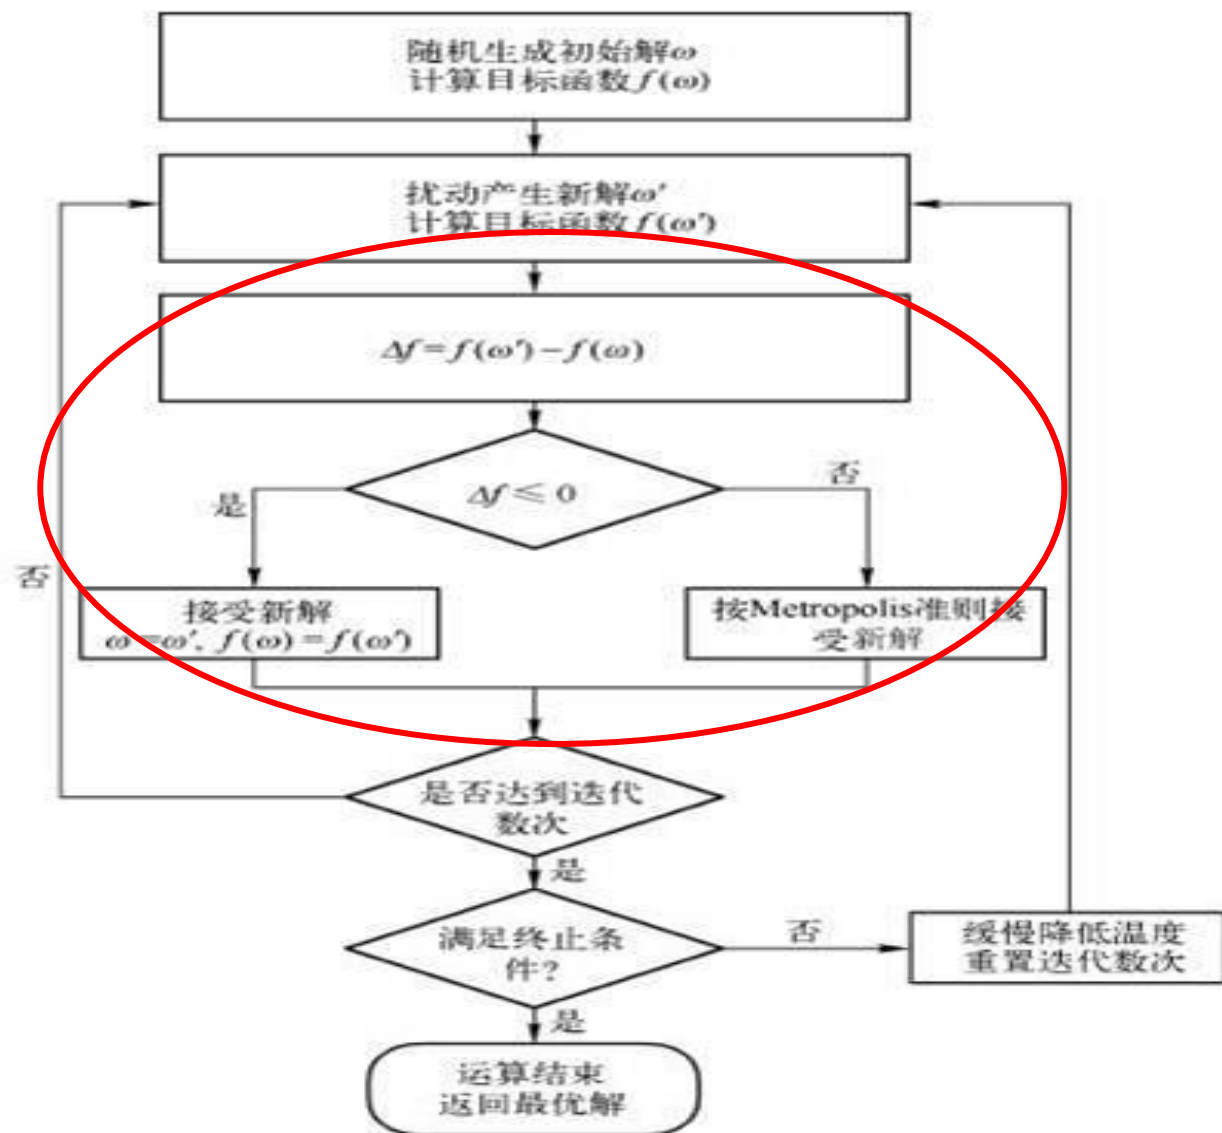 随机生成初始解ω
计算目标函数f(ω)
扰动产生新解ω′
计算目标函数f(ω′)
Δf=f(ω′)−f(ω)
Δf≤0
是
否
接受新解
ω=ω′, f(ω)=f(ω′)
按Metropolis准则接
受新解
否
是否达到迭代
数次
是
满足终止条
件?
否
缓慢降低温度
重置迭代数次
是
运算结束
返回最优解